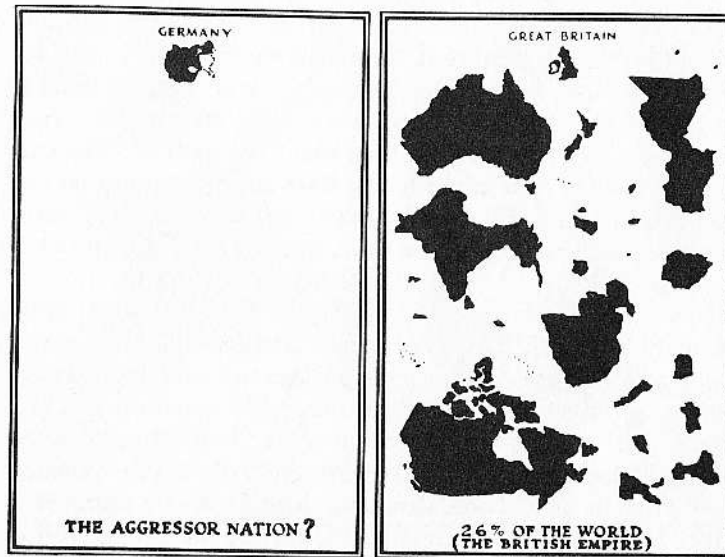 GERMANY
THE AGGRESSOR NATION?
GREAT BRITAIN
26% OF THE WORLD
(THE BRITISH EMPIRE)